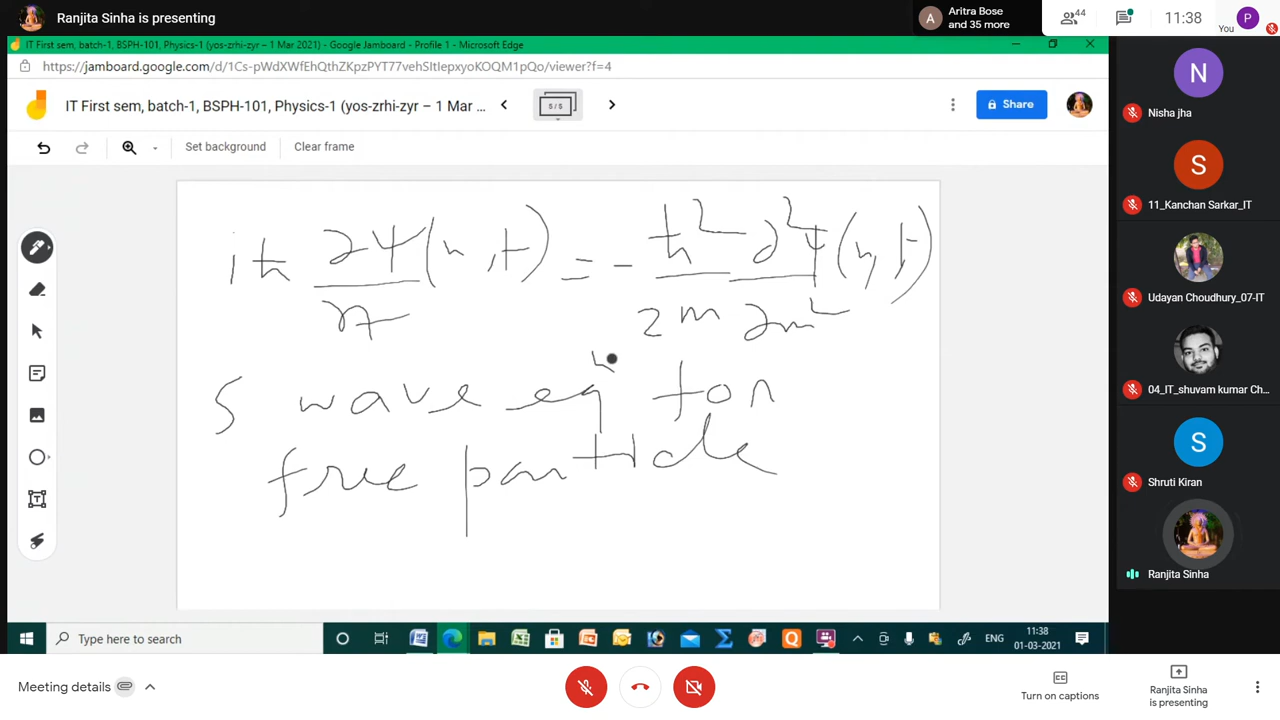 Ranjita Sinha is presenting
Aritra Bose
and 35 more
44
11:38
You
IT First sem, batch-1, BSPH-101, Physics-1 (yos-zrhi-zyr – 1 Mar 2021) - Google Jamboard - Profile 1 - Microsoft Edge
https://jamboard.google.com/d/1Cs-pWdXWfEhQthZKpzPYT77vehSItIepxyoKOQM1pQo/viewer?f=4
IT First sem, batch-1, BSPH-101, Physics-1 (yos-zrhi-zyr – 1 Mar ...
5 / 5
Share
Set background
Clear frame
iħ ∂Ψ(x,t)/∂t = - ħ²/2m ∂²Ψ(x,t)/∂x²
S wave eqn for
free particle
Nisha jha
11_Kanchan Sarkar_IT
Udayan Choudhury_07-IT
04_IT_shuvam kumar Ch...
Shruti Kiran
Ranjita Sinha
Type here to search
ENG
11:38
01-03-2021
Meeting details
Turn on captions
Ranjita Sinha
is presenting